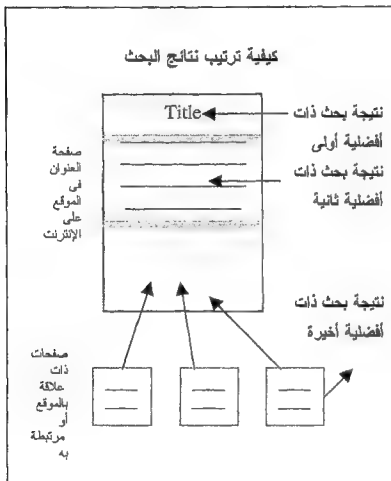 كيفية ترتيب نتائج البحث
Title
نتيجة بحث ذات
أفضلية أولى
نتيجة بحث ذات
أفضلية ثانية
صفحة
العنوان
فى
الموقع
على
الإنترنت
نتيجة بحث ذات
أفضلية أخيرة
صفحات
ذات
علاقة
بالموقع
أو
مرتبطة
به